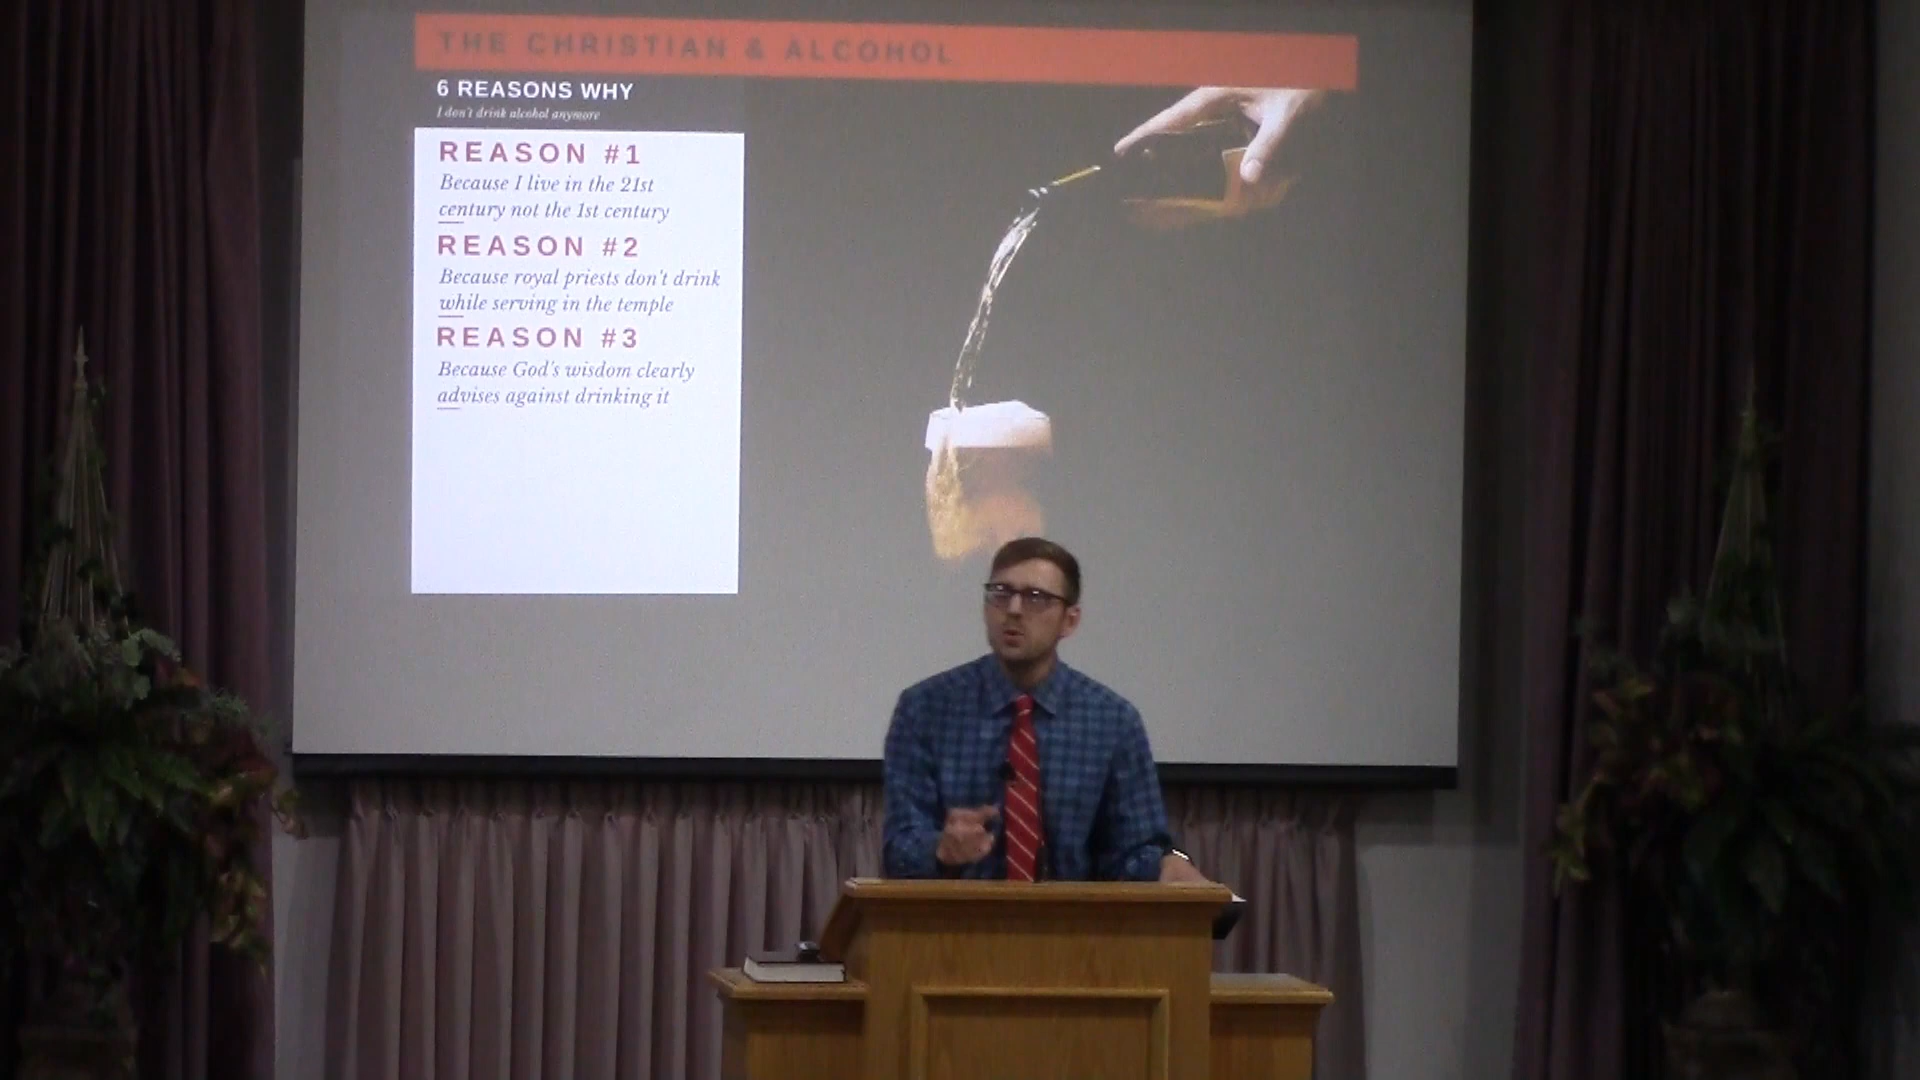 THE CHRISTIAN & ALCOHOL
6 REASONS WHY
I don't drink alcohol anymore
REASON #1
Because I live in the 21st
century not the 1st century
REASON #2
Because royal priests don't drink
while serving in the temple
REASON #3
Because God's wisdom clearly
advises against drinking it